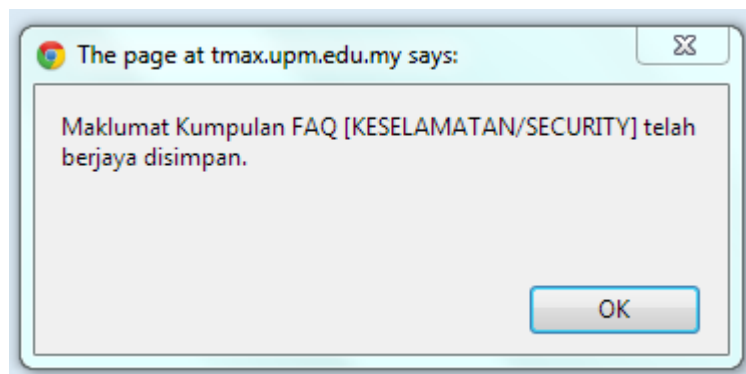 The page at tmax.upm.edu.my says:
Maklumat Kumpulan FAQ [KESELAMATAN/SECURITY] telah
berjaya disimpan.
OK